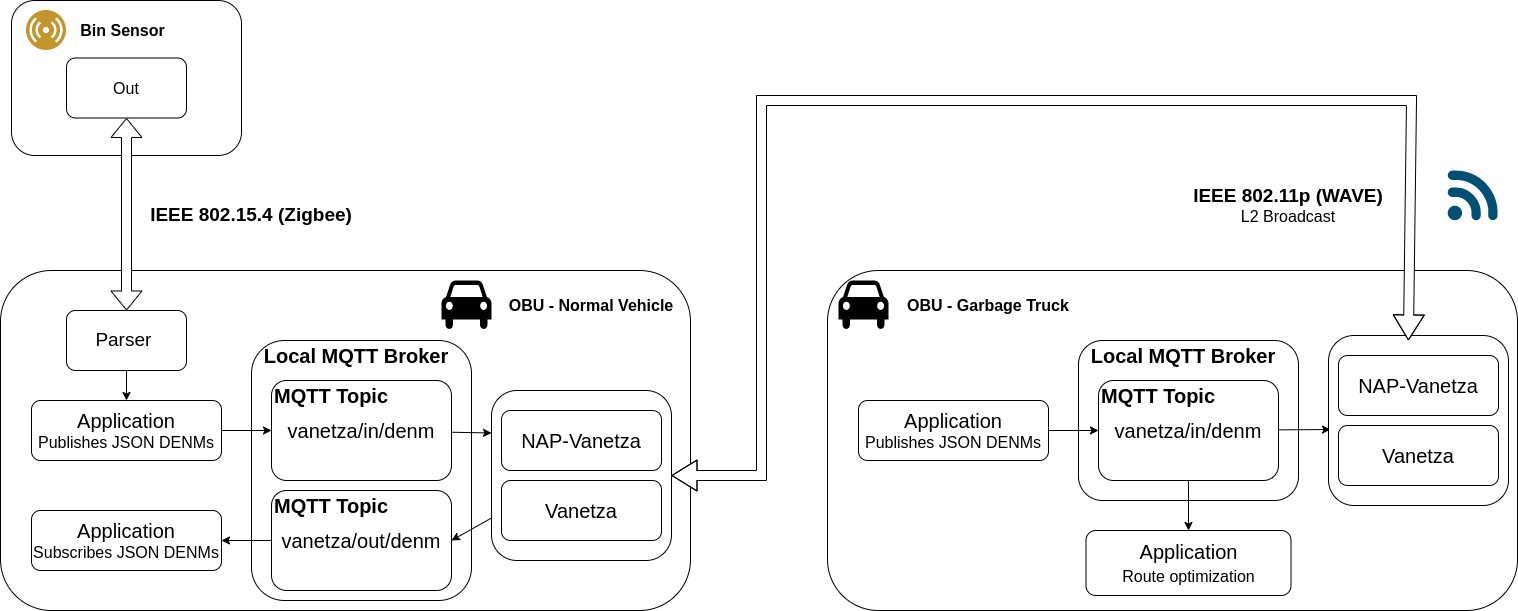 Bin Sensor
Out
IEEE 802.15.4 (Zigbee)
IEEE 802.11p (WAVE)
L2 Broadcast
OBU - Normal Vehicle
Parser
Local MQTT Broker
MQTT Topic
vanetza/in/denm
Application
Publishes JSON DENMs
NAP-Vanetza
Vanetza
MQTT Topic
vanetza/out/denm
Application
Subscribes JSON DENMs
OBU - Garbage Truck
Local MQTT Broker
MQTT Topic
vanetza/in/denm
Application
Publishes JSON DENMs
NAP-Vanetza
Vanetza
Application
Route optimization